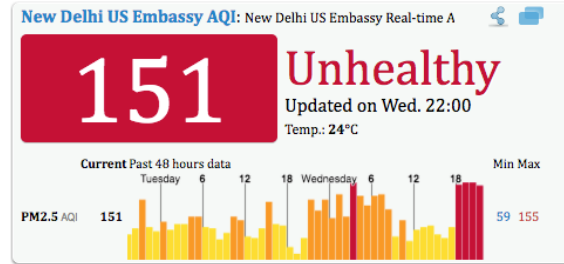 New Delhi US Embassy AQI: New Delhi US Embassy Real-time A
151
Unhealthy
Updated on Wed. 22:00
Temp.: 24°C
Current Past 48 hours data Min Max
Tuesday 6 12 18 Wednesday 6 12 18
PM2.5 AQI 151 59 155